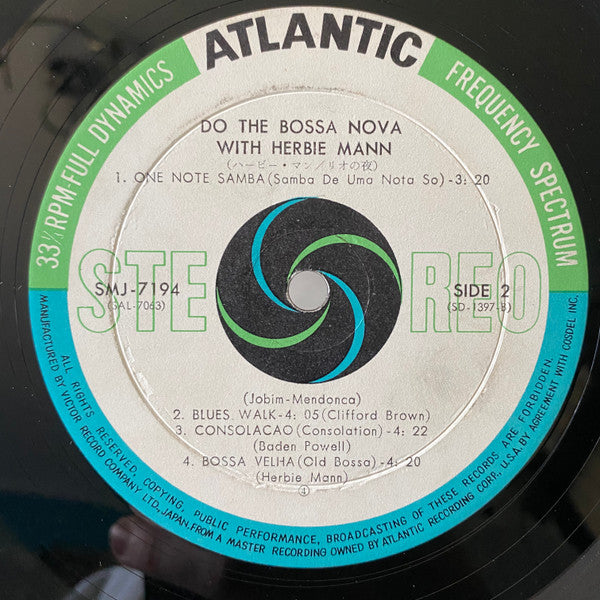 ATLANTIC
33⅓ RPM-FULL DYNAMICS
FREQUENCY SPECTRUM
DO THE BOSSA NOVA
WITH HERBIE MANN
(ハービー・マン/リオの夜)
1. ONE NOTE SAMBA (Samba De Uma Nota So)-3: 20
STEREO
SMJ-7194
(GAL-7063)
SIDE 2
(SD-1397-B)
(Jobim-Mendonca)
2. BLUES WALK-4: 05 (Clifford Brown)
3. CONSOLACAO (Consolation)-4: 22
(Baden Powell)
4. BOSSA VELHA (Old Bossa)-4: 20
(Herbie Mann)
④
ALL RIGHTS RESERVED, COPYING, PUBLIC PERFORMANCE, BROADCASTING OF THESE RECORDS ARE FORBIDDEN.
MANUFACTURED BY VICTOR RECORD COMPANY LTD., JAPAN. FROM A MASTER RECORDING OWNED BY ATLANTIC RECORDING CORP., U.S.A. BY AGREEMENT WITH COSDEL INC.